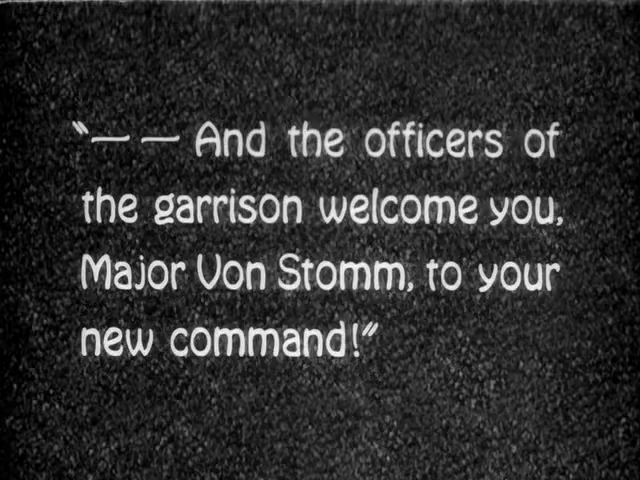 “— — And the officers of
the garrison welcome you,
Major Von Stomm, to your
new command!”